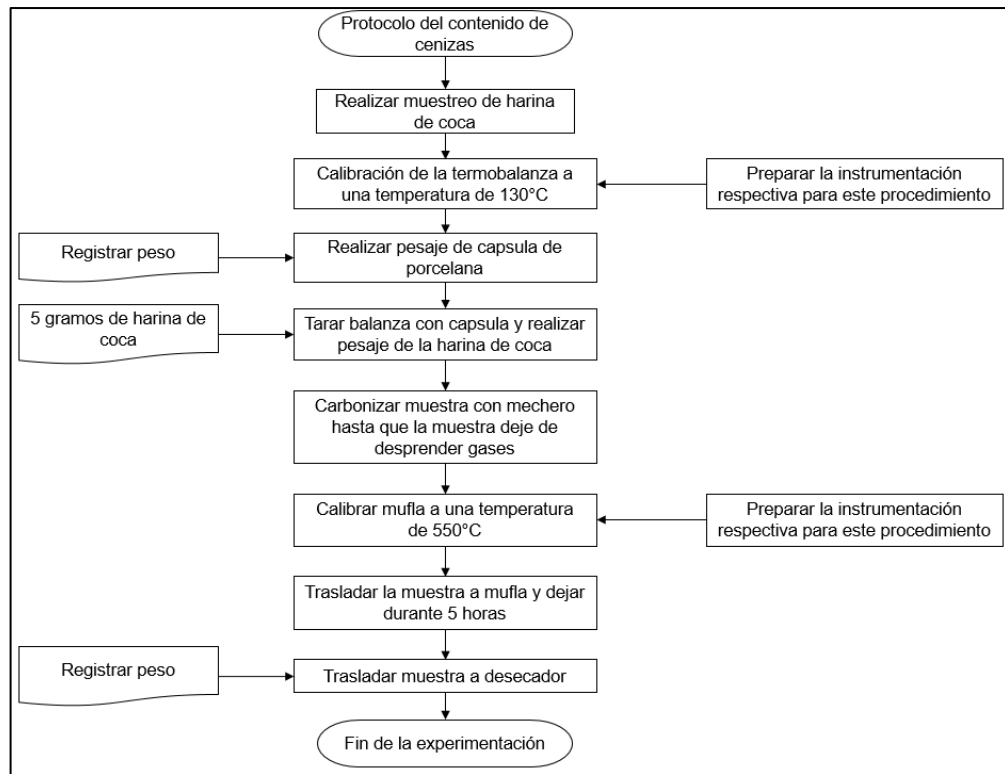 Protocolo del contenido de
cenizas
Realizar muestreo de harina
de coca
Calibración de la termobalanza a
una temperatura de 130°C
Preparar la instrumentación
respectiva para este procedimiento
Registrar peso
Realizar pesaje de capsula de
porcelana
5 gramos de harina de
coca
Tarar balanza con capsula y realizar
pesaje de la harina de coca
Carbonizar muestra con mechero
hasta que la muestra deje de
desprender gases
Calibrar mufla a una temperatura
de 550°C
Preparar la instrumentación
respectiva para este procedimiento
Trasladar la muestra a mufla y dejar
durante 5 horas
Registrar peso
Trasladar muestra a desecador
Fin de la experimentación